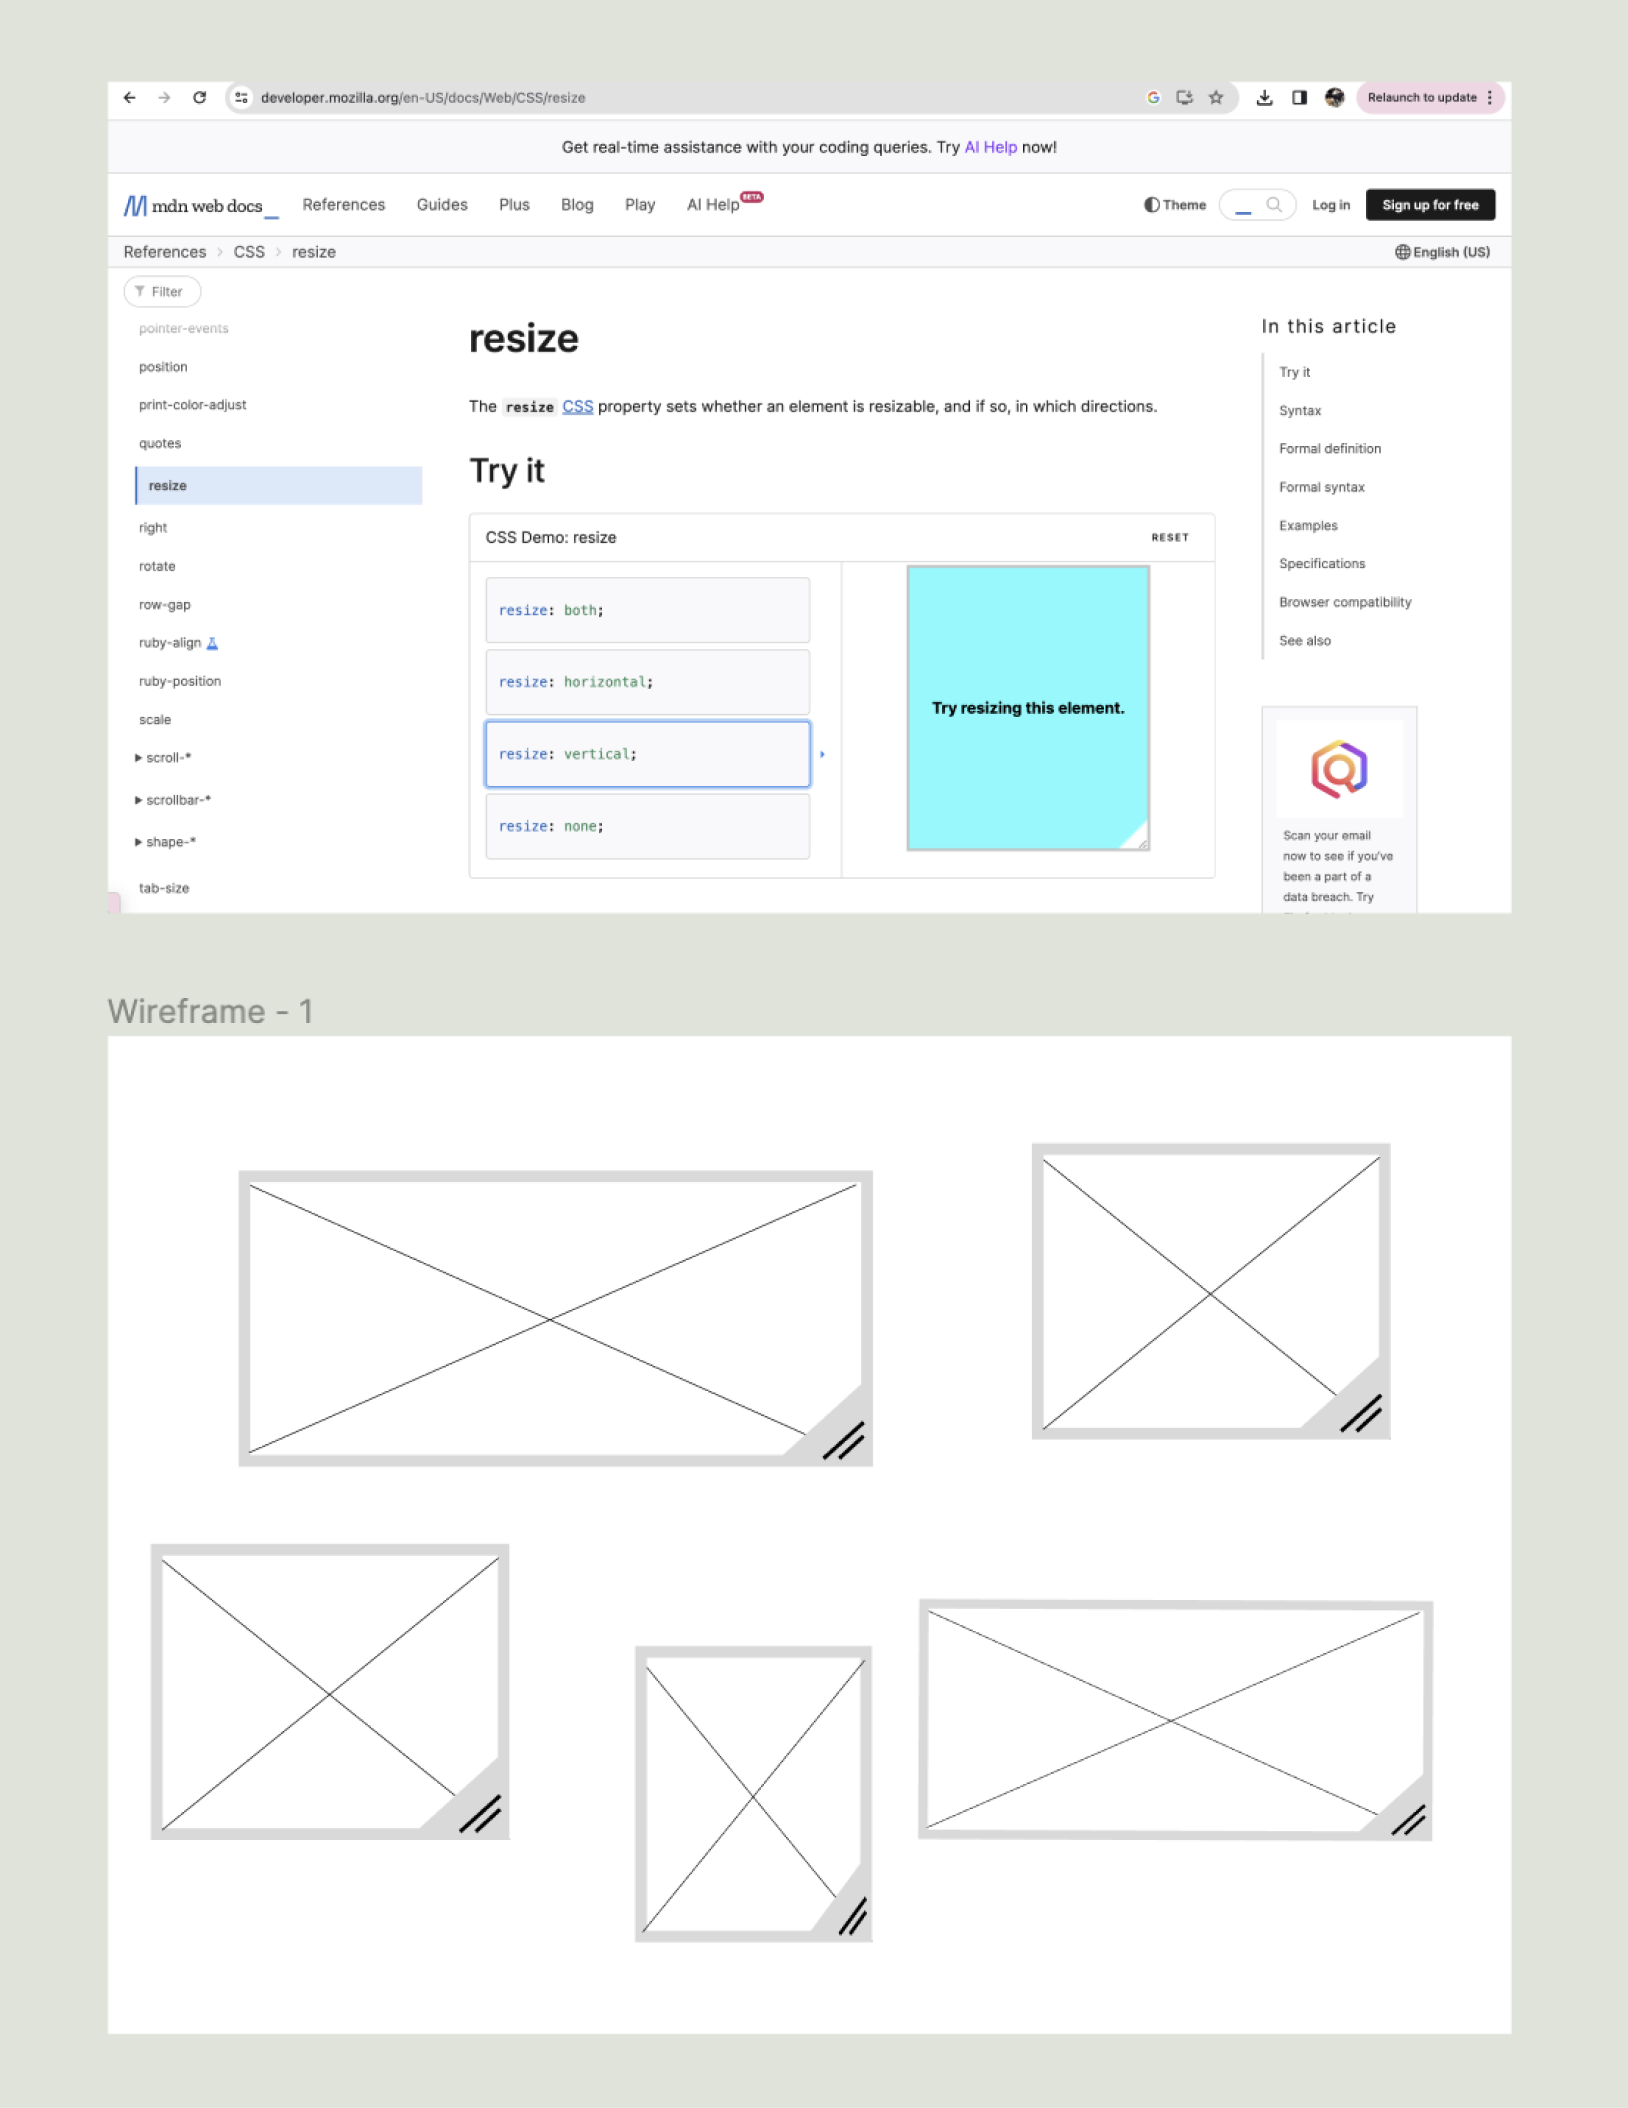 developer.mozilla.org/en-US/docs/Web/CSS/resize
Relaunch to update
Get real-time assistance with your coding queries. Try AI Help now!
mdn web docs_
References
Guides
Plus
Blog
Play
AI Help BETA
Theme
Log in
Sign up for free
References > CSS > resize
English (US)
Filter
pointer-events
position
print-color-adjust
quotes
resize
right
rotate
row-gap
ruby-align
ruby-position
scale
scroll-*
scrollbar-*
shape-*
tab-size
resize
The resize CSS property sets whether an element is resizable, and if so, in which directions.
Try it
CSS Demo: resize
RESET
resize: both;
resize: horizontal;
resize: vertical;
resize: none;
Try resizing this element.
In this article
Try it
Syntax
Formal definition
Formal syntax
Examples
Specifications
Browser compatibility
See also
Scan your email
now to see if you've
been a part of a
data breach. Try
Wireframe - 1